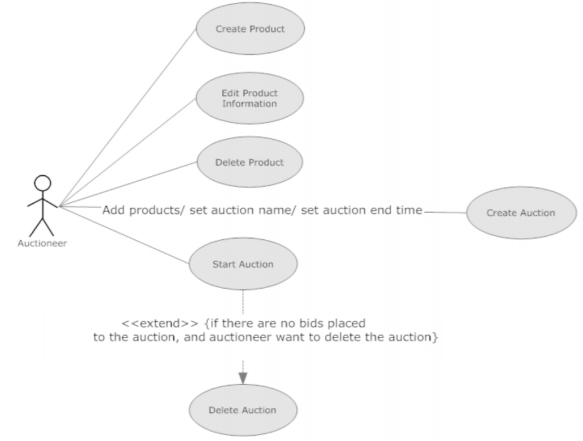 Create Product
Edit Product
Information
Delete Product
Auctioneer
Add products/ set auction name/ set auction end time
Create Auction
Start Auction
<<extend>> {if there are no bids placed
to the auction, and auctioneer want to delete the auction}
Delete Auction